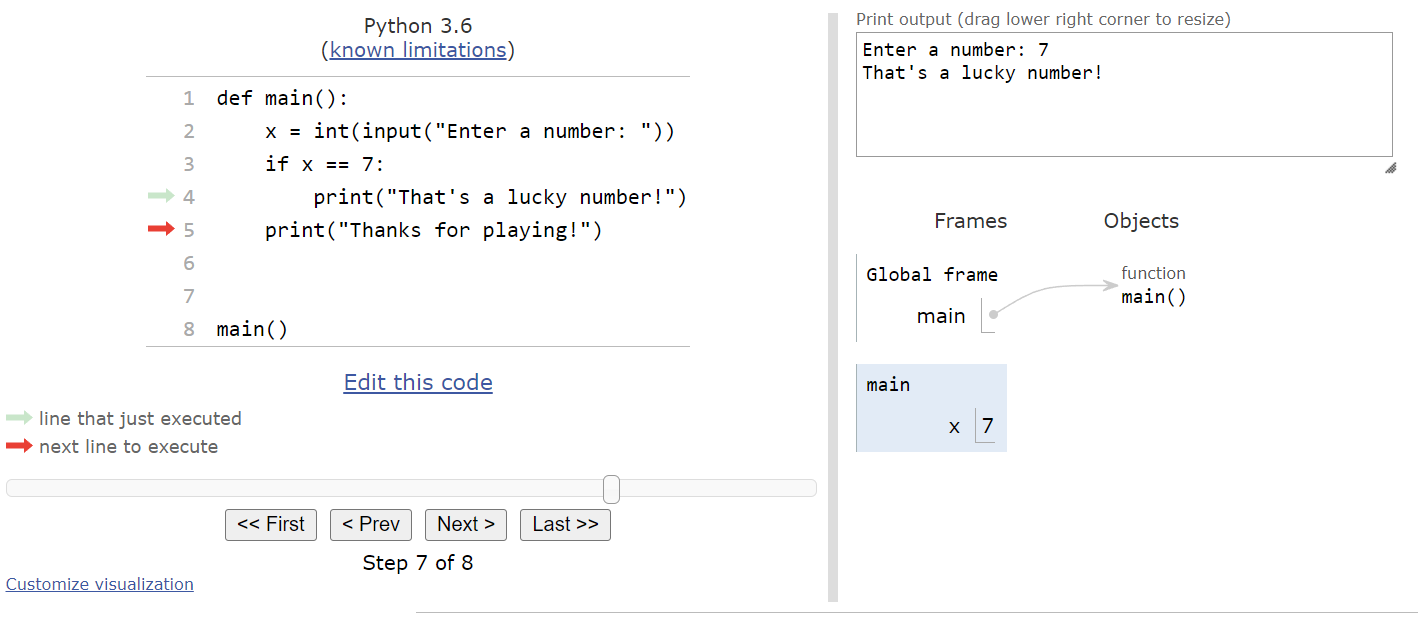 Python 3.6
(known limitations)
1 def main():
2     x = int(input("Enter a number: "))
3     if x == 7:
4         print("That's a lucky number!")
5     print("Thanks for playing!")
6
7
8 main()
Edit this code
line that just executed
next line to execute
<< First < Prev Next > Last >>
Step 7 of 8
Customize visualization
Print output (drag lower right corner to resize)
Enter a number: 7
That's a lucky number!
Frames Objects
Global frame
main
function
main()
main
x 7